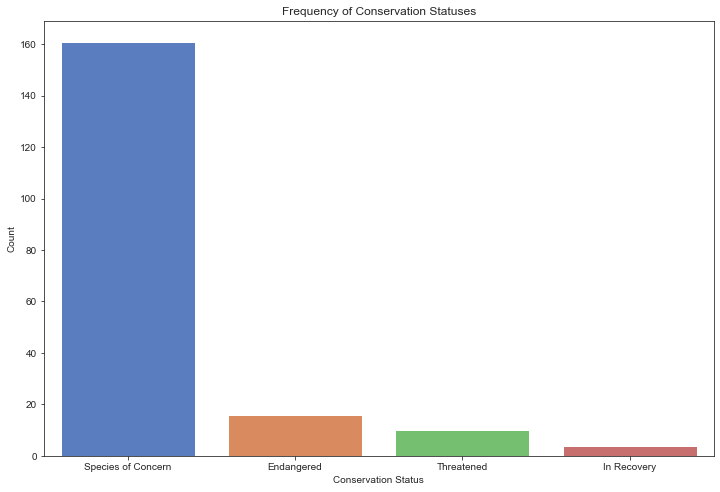 Frequency of Conservation Statuses
160
140
120
100
80
60
40
20
0
Count
Species of Concern
Endangered
Threatened
In Recovery
Conservation Status